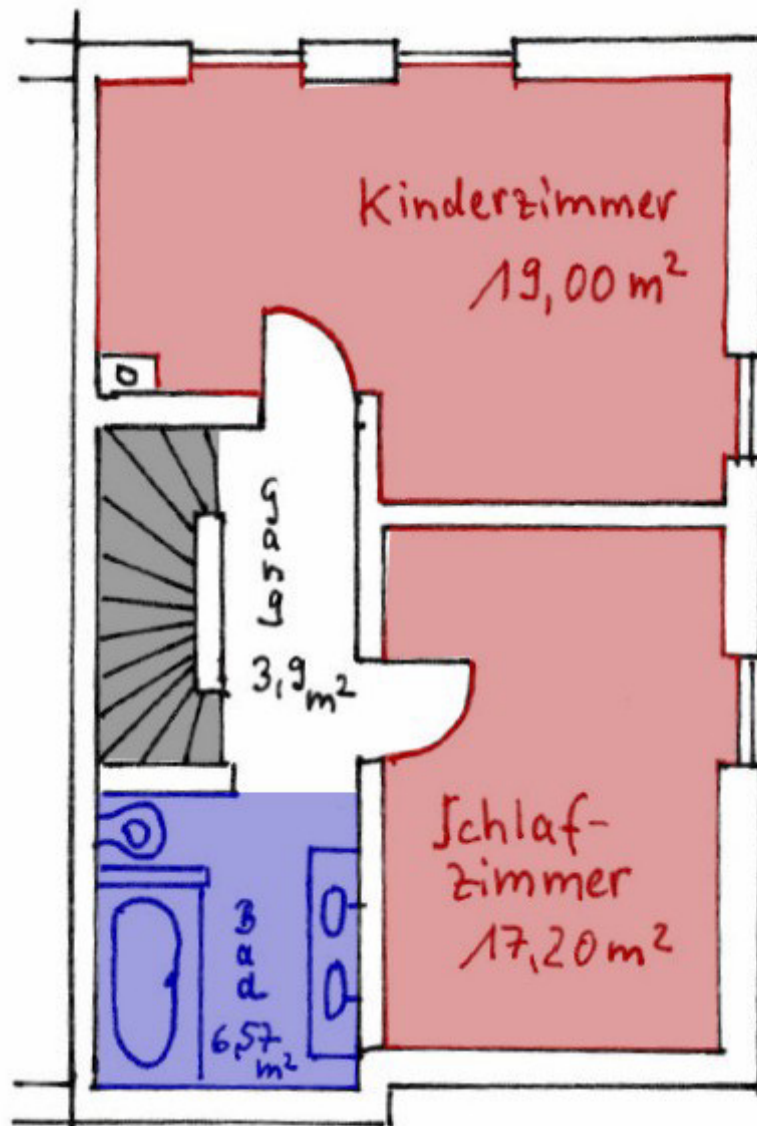 Kinderzimmer
19,00 m²
Gang
3,9 m²
Schlaf-
zimmer
17,20 m²
Bad
6,57
m²